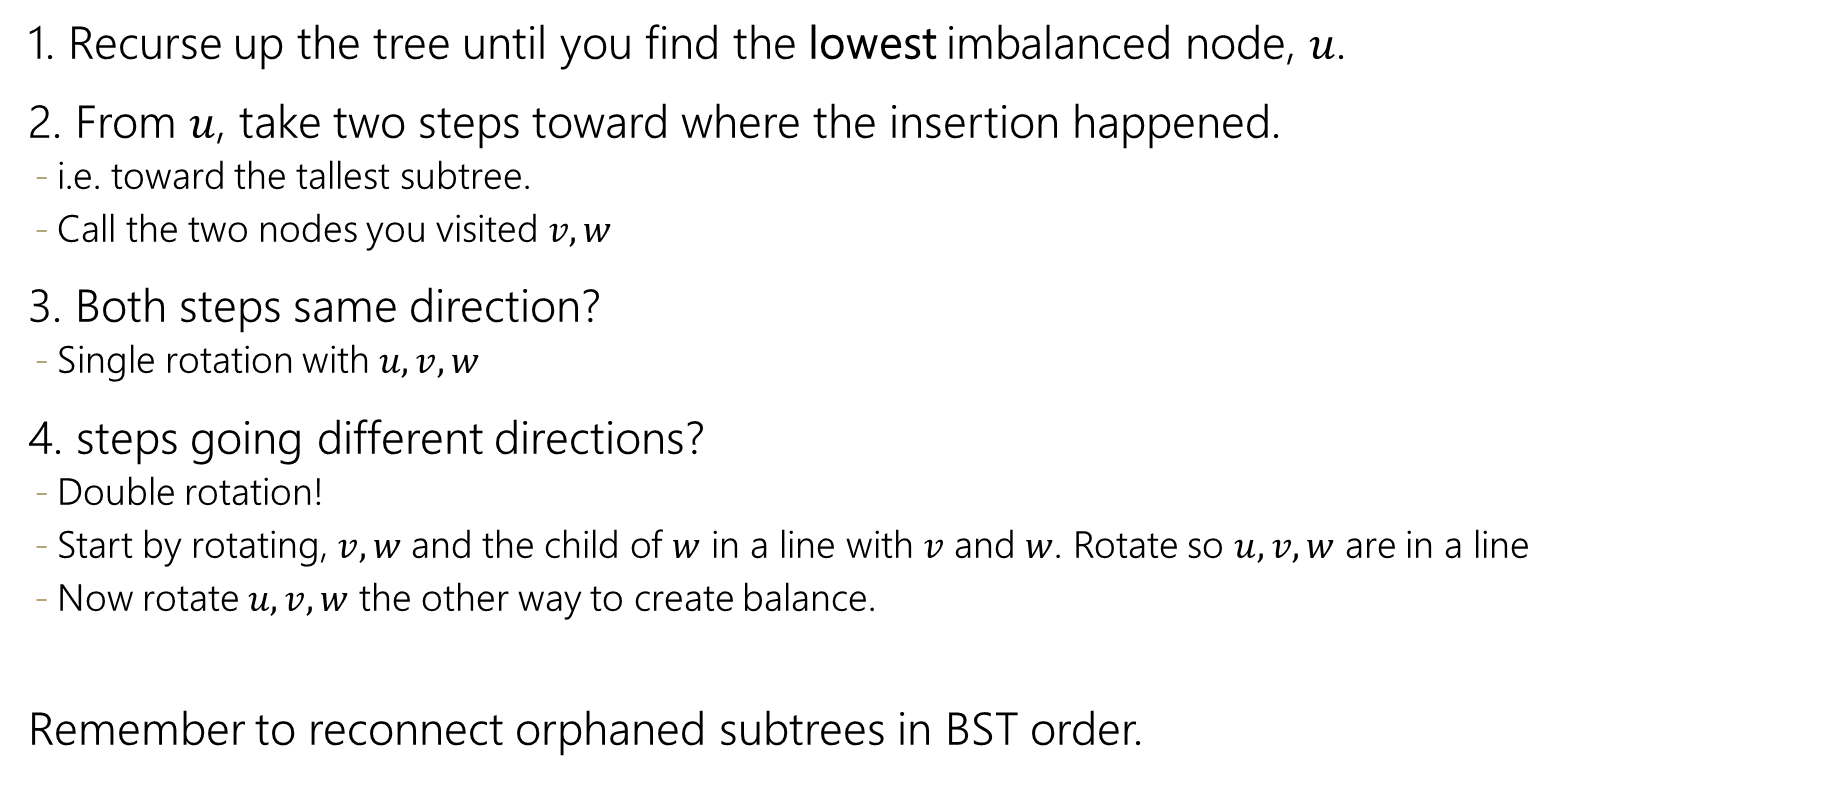 1. Recurse up the tree until you find the lowest imbalanced node, u.
2. From u, take two steps toward where the insertion happened.
- i.e. toward the tallest subtree.
- Call the two nodes you visited v, w
3. Both steps same direction?
- Single rotation with u, v, w
4. steps going different directions?
- Double rotation!
- Start by rotating, v, w and the child of w in a line with v and w. Rotate so u, v, w are in a line
- Now rotate u, v, w the other way to create balance.
Remember to reconnect orphaned subtrees in BST order.